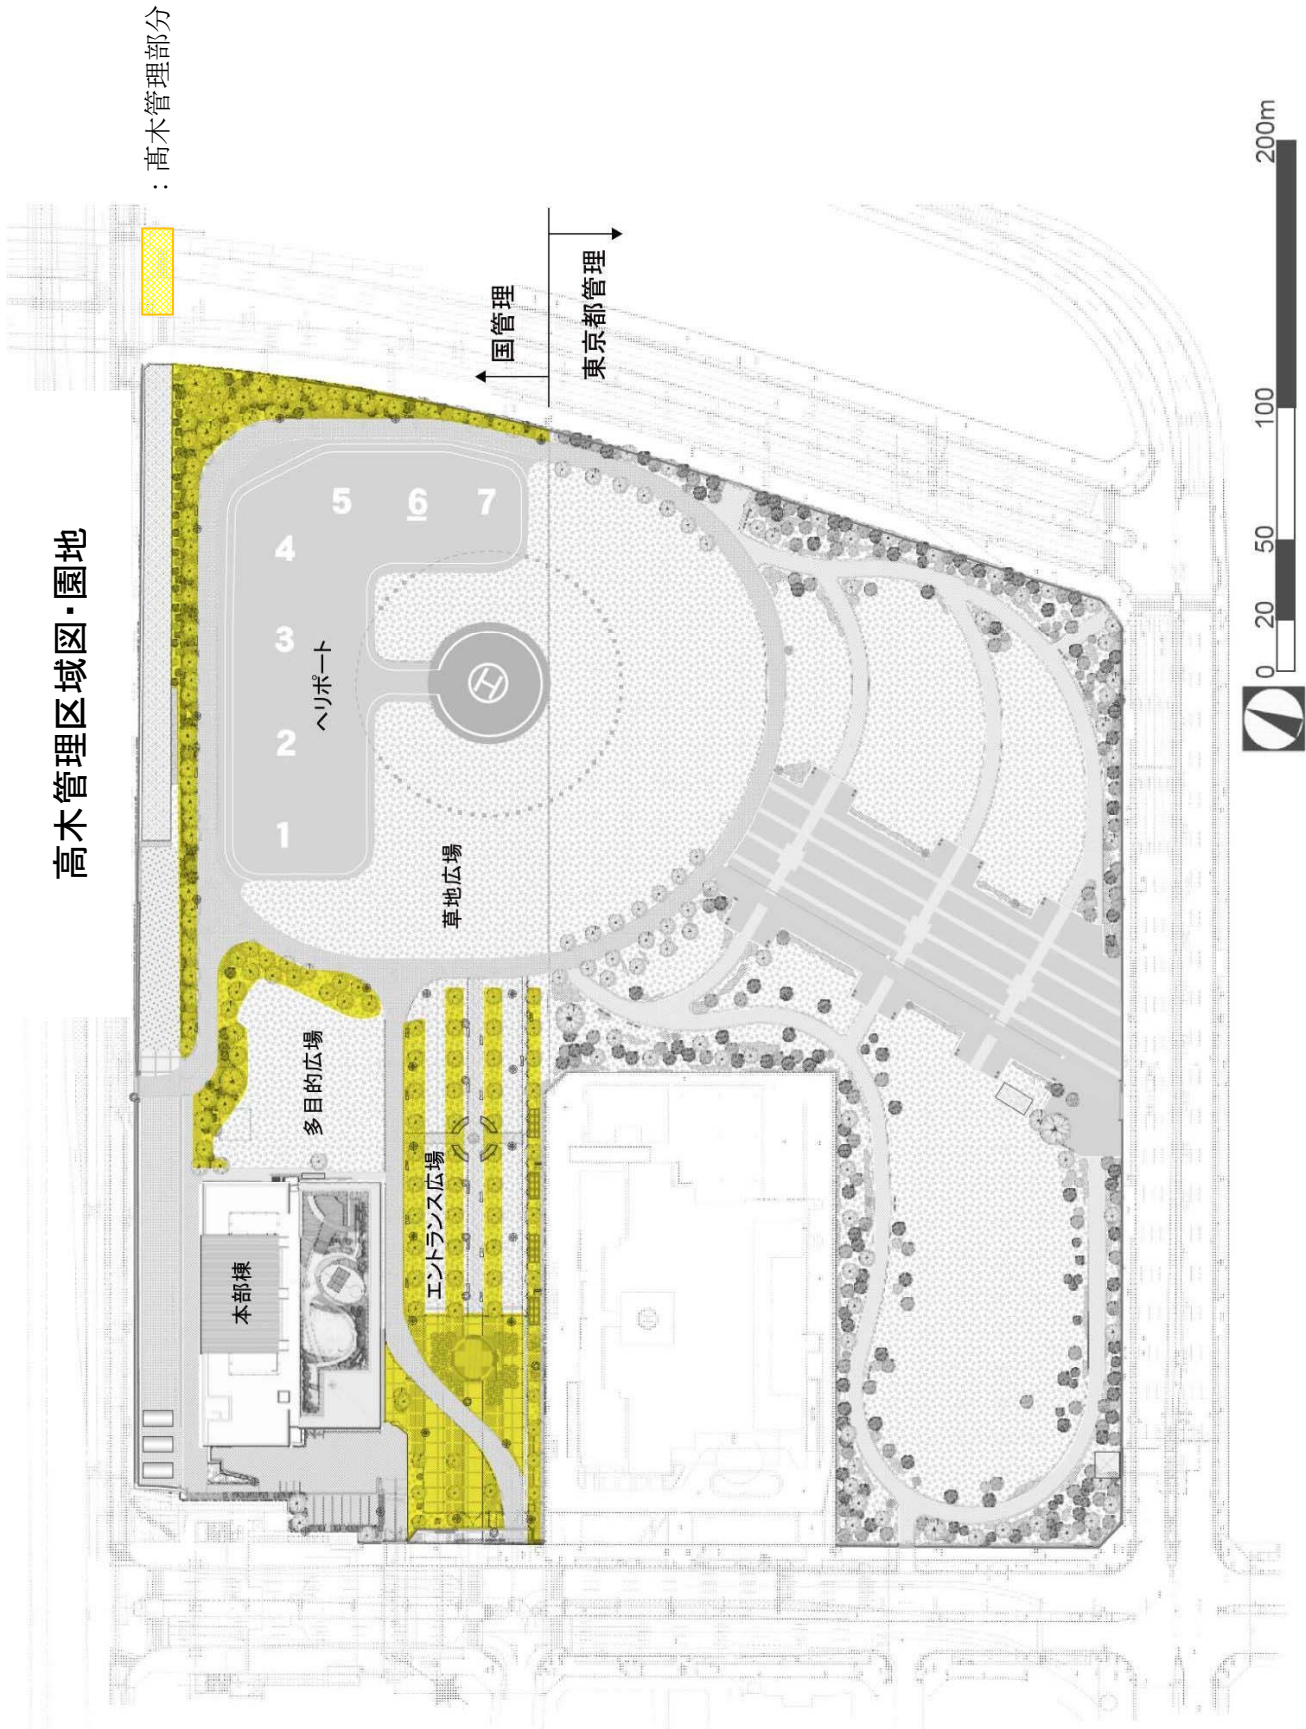 高木管理区域図・園地
：高木管理部分
国管理
東京都管理
1
2
3
4
5
6
7
ヘリポート
H
草地広場
多目的広場
エントランス広場
本部棟
0 20 50 100 200m